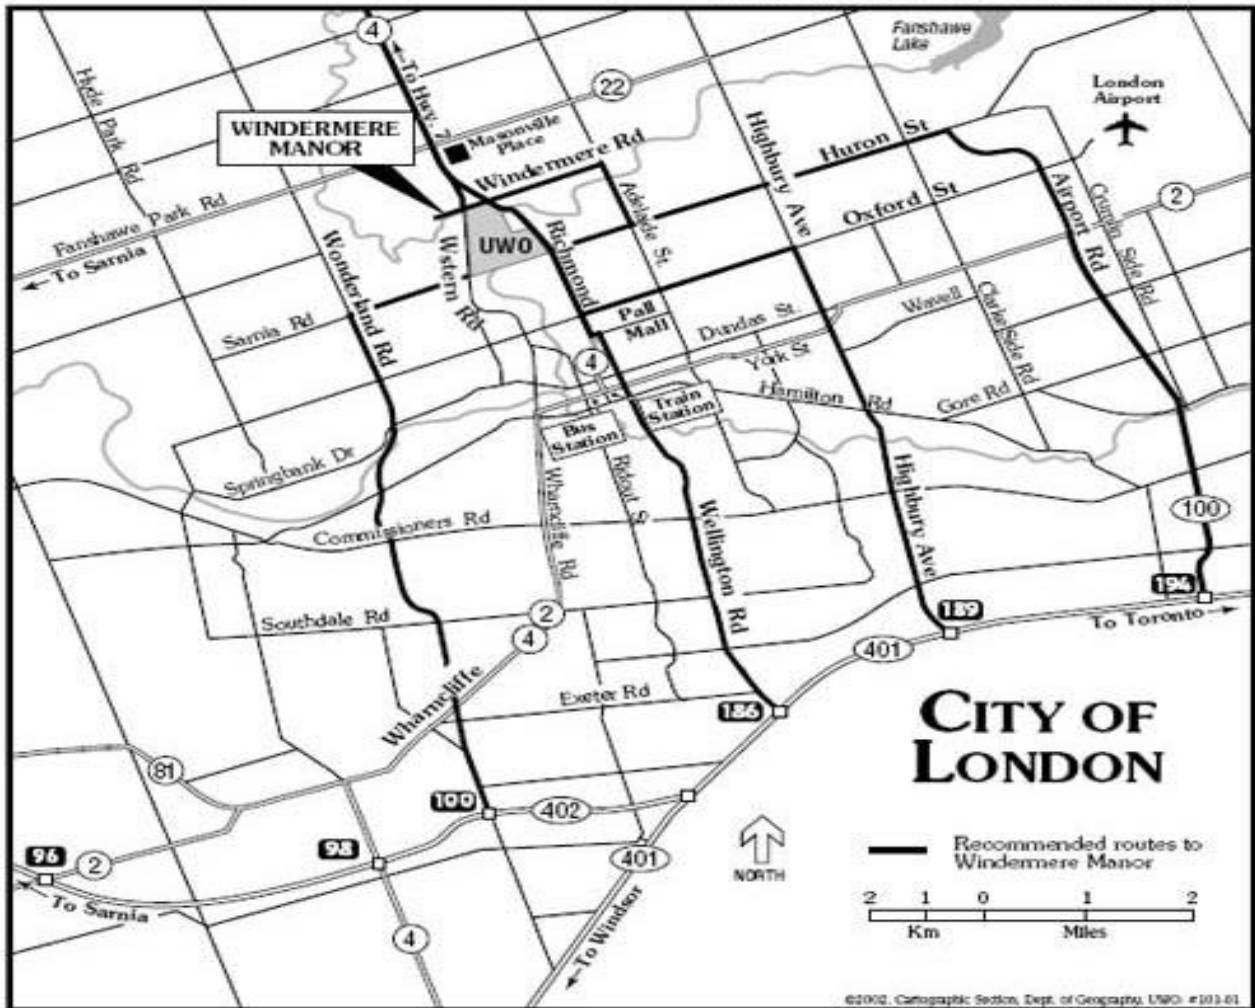 4
To Hwy. 7
22
Fanshawe
Lake
London
Airport
Hyde Park Rd
WINDERMERE
MANOR
Masonville
Place
Windermere Rd
Highbury Ave
Huron St
Adelaide St.
Oxford St
Airport Rd
Crumlin Side Rd
2
Fanshawe Park Rd
To Sarnia
UWO
Wstern Rd
Richmond
Wonderland Rd
Sarnia Rd
Pall
Mall
Dundas St.
York St
Wavell
Clarke Side Rd
4
Bus
Station
Train
Station
Hamilton Rd
Gore Rd
Springbank Dr
Wharncliffe Rd
Ridout
Commissioners Rd
Wellington Rd
Highbury Ave
100
Southdale Rd
2
4
189
194
To Toronto
401
Wharncliffe
Exeter Rd
186
CITY OF
LONDON
81
100
402
96
2
98
401
NORTH
Recommended routes to
Windermere Manor
To Sarnia
4
To Windsor
2 1 0 1 2
Km Miles
©2002, Cartographic Section, Dept. of Geography, UWO.